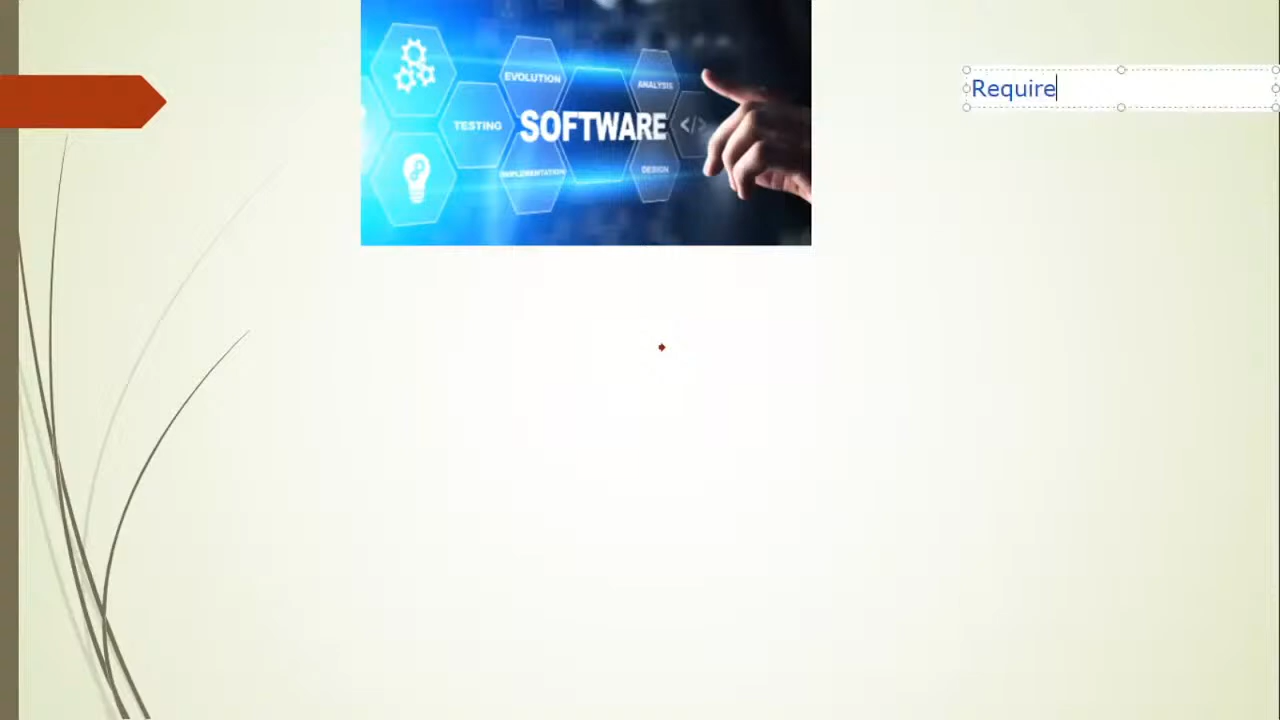 EVOLUTION
ANALYSIS
TESTING
SOFTWARE
</>
IMPLEMENTATION
DESIGN
Require